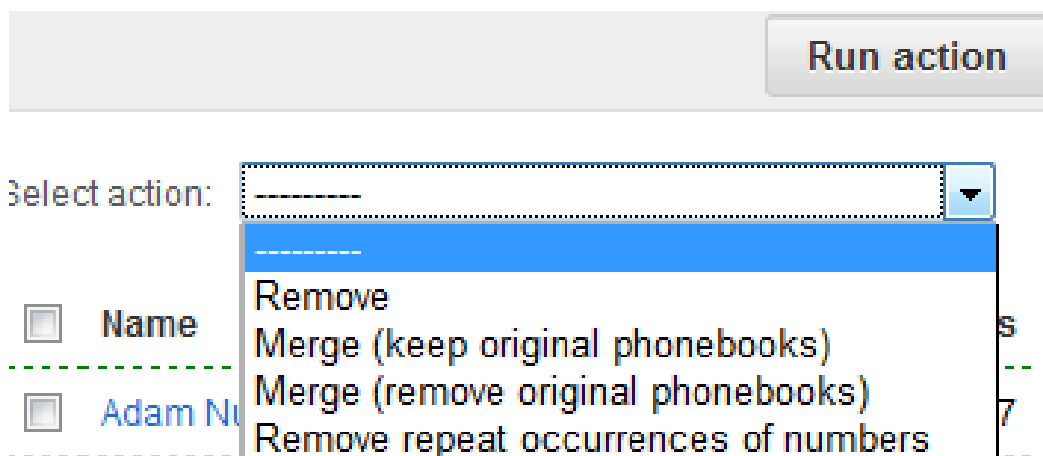 Run action
Select action: ---------
---------
Remove
Name
Merge (keep original phonebooks)
Merge (remove original phonebooks)
Adam
7
Remove repeat occurrences of numbers